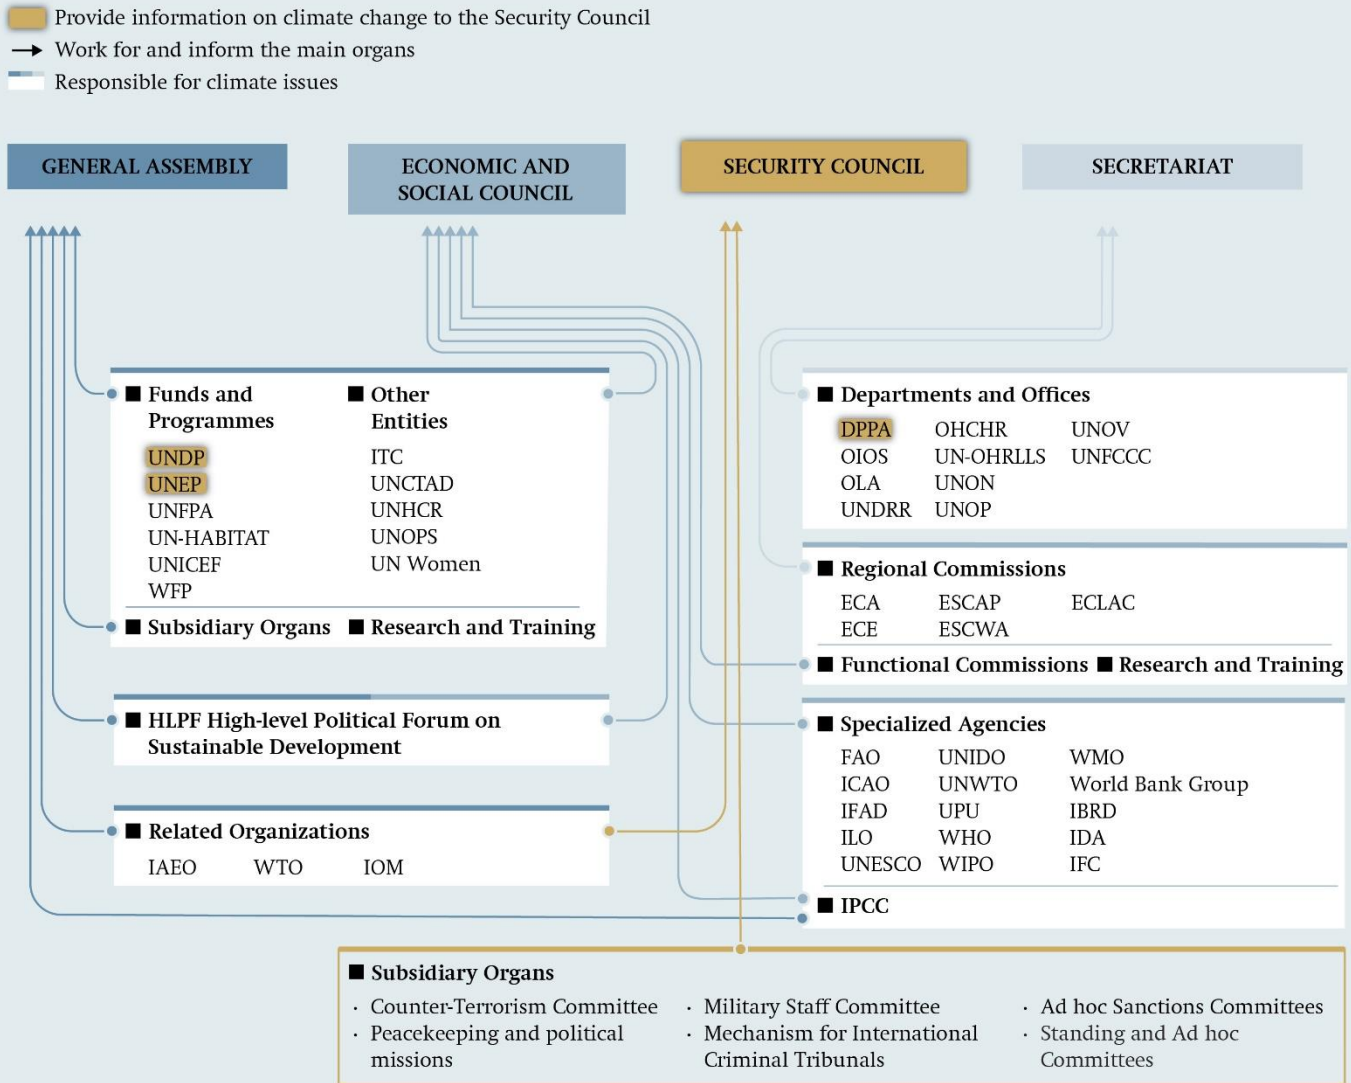 Provide information on climate change to the Security Council
Work for and inform the main organs
Responsible for climate issues
GENERAL ASSEMBLY
ECONOMIC AND
SOCIAL COUNCIL
SECURITY COUNCIL
SECRETARIAT
Funds and
Programmes
UNDP
UNEP
UNFPA
UN-HABITAT
UNICEF
WFP
Other
Entities
ITC
UNCTAD
UNHCR
UNOPS
UN Women
Subsidiary Organs
Research and Training
HLPF High-level Political Forum on
Sustainable Development
Related Organizations
IAEO
WTO
IOM
Departments and Offices
DPPA
OIOS
OLA
UNDRR
OHCHR
UN-OHRLLS
UNON
UNOP
UNOV
UNFCCC
Regional Commissions
ECA
ECE
ESCAP
ESCWA
ECLAC
Functional Commissions
Research and Training
Specialized Agencies
FAO
ICAO
IFAD
ILO
UNESCO
UNIDO
UNWTO
UPU
WHO
WIPO
WMO
World Bank Group
IBRD
IDA
IFC
IPCC
Subsidiary Organs
· Counter-Terrorism Committee
· Peacekeeping and political
missions
· Military Staff Committee
· Mechanism for International
Criminal Tribunals
· Ad hoc Sanctions Committees
· Standing and Ad hoc
Committees